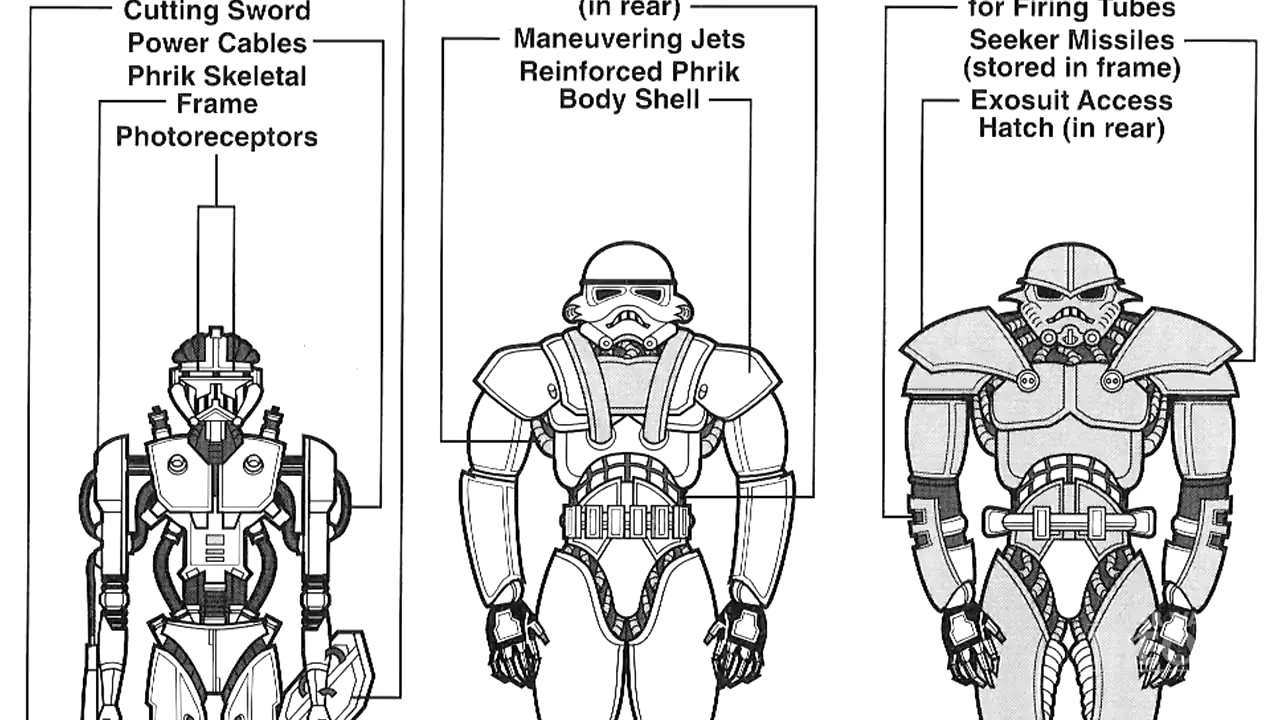 Cutting Sword
Power Cables
Phrik Skeletal
Frame
Photoreceptors
(in rear)
Maneuvering Jets
Reinforced Phrik
Body Shell
for Firing Tubes
Seeker Missiles
(stored in frame)
Exosuit Access
Hatch (in rear)